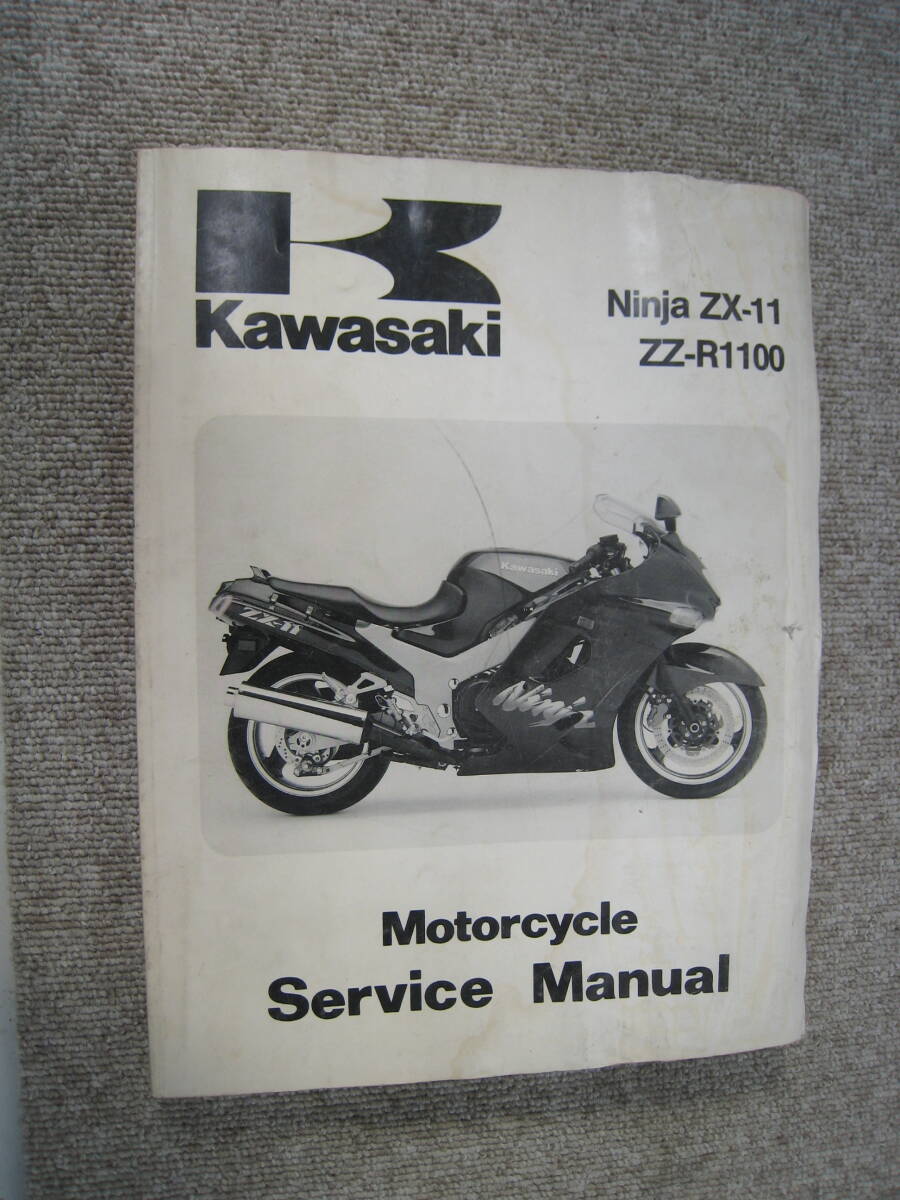 Kawasaki
Ninja ZX-11
ZZ-R1100
Kawasaki
ZX-11
Ninja
Motorcycle
Service Manual